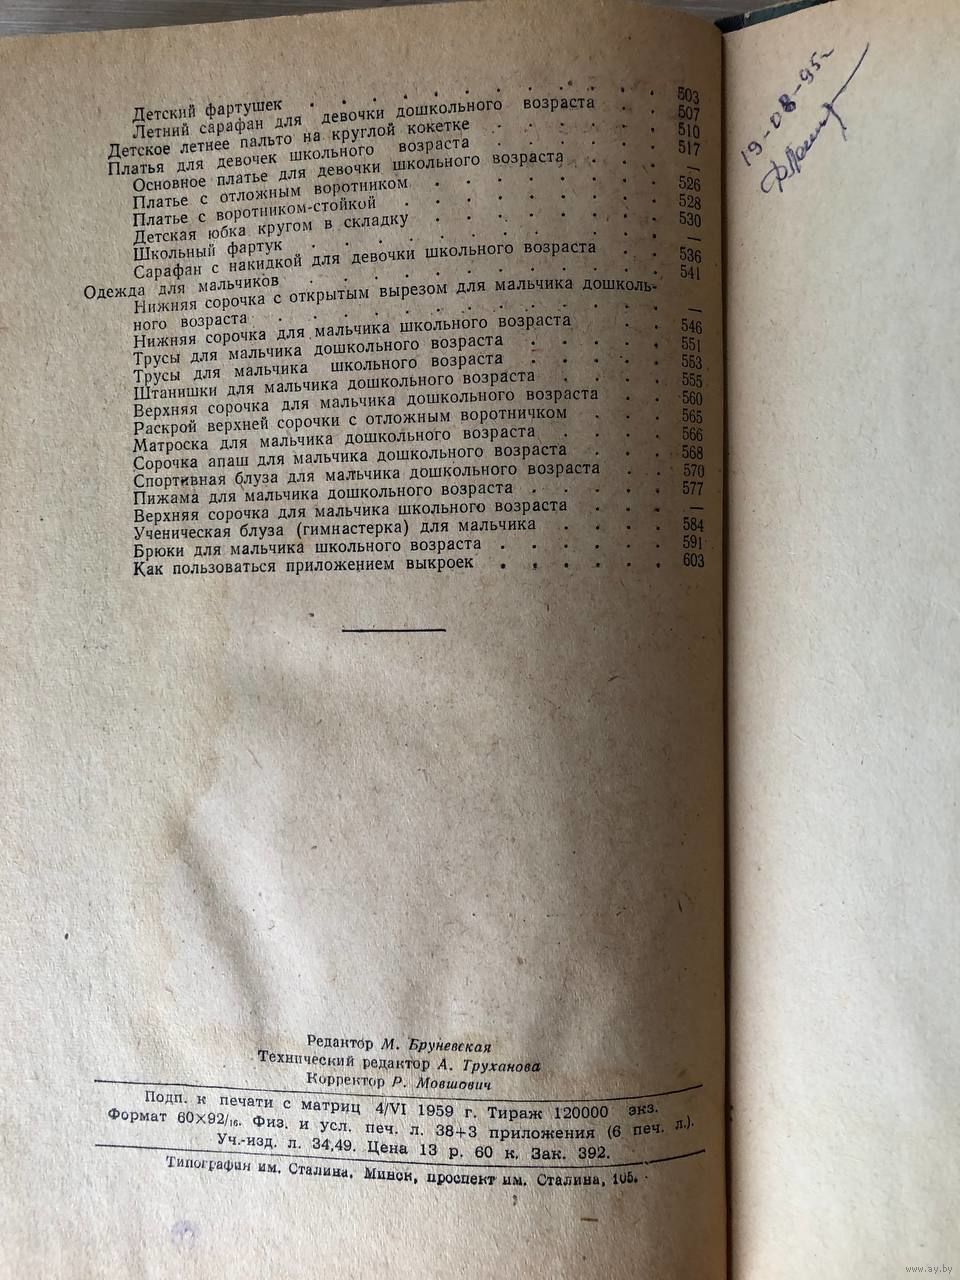 Детский фартушек . . . . . . . . . . . . 503
Летний сарафан для девочки дошкольного возраста . . 507
Детское летнее пальто на круглой кокетке . . . . . . 510
Платья для девочек школьного возраста . . . . . . 517
Основное платье для девочки школьного возраста . . . —
Платье с отложным воротником . . . . . . . . 526
Платье с воротником-стойкой . . . . . . . . 528
Детская юбка кругом в складку . . . . . . . . 530
Школьный фартук . . . . . . . . . . . . —
Сарафан с накидкой для девочки школьного возраста . . 536
Одежда для мальчиков . . . . . . . . . . . . 541
Нижняя сорочка с открытым вырезом для мальчика дошколь-
ного возраста . . . . . . . . . . . . —
Нижняя сорочка для мальчика школьного возраста . . 546
Трусы для мальчика дошкольного возраста . . . . . 551
Трусы для мальчика школьного возраста . . . . . 553
Штанишки для мальчика дошкольного возраста . . . . 555
Верхняя сорочка для мальчика дошкольного возраста . . 560
Раскрой верхней сорочки с отложным воротничком . . . 565
Матроска для мальчика дошкольного возраста . . . . 566
Сорочка апаш для мальчика дошкольного возраста . . . 568
Спортивная блуза для мальчика дошкольного возраста . . 570
Пижама для мальчика дошкольного возраста . . . . . 577
Верхняя сорочка для мальчика школьного возраста . . . —
Ученическая блуза (гимнастерка) для мальчика . . . . 584
Брюки для мальчика школьного возраста . . . . . . 591
Как пользоваться приложением выкроек . . . . . . 603
Редактор М. Бруневская
Технический редактор А. Труханова
Корректор Р. Мовшович
Подп. к печати с матриц 4/VI 1959 г. Тираж 120000 экз.
Формат 60×92/16. Физ. и усл. печ. л. 38+3 приложения (6 печ. л.).
Уч.-изд. л. 34,49. Цена 13 р. 60 к. Зак. 392.
Типография им. Сталина. Минск, проспект им. Сталина, 105.
19-08-95г
www.ay.by